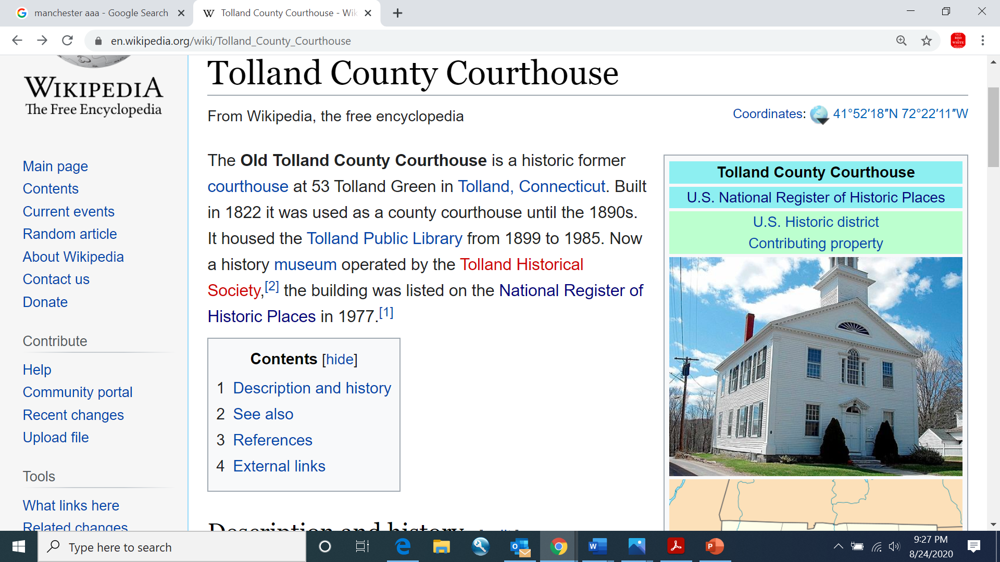 manchester aaa - Google Search
Tolland County Courthouse - Wik
en.wikipedia.org/wiki/Tolland_County_Courthouse
RED
WHITE
WIKIPEDIA
The Free Encyclopedia
Main page
Contents
Current events
Random article
About Wikipedia
Contact us
Donate
Contribute
Help
Community portal
Recent changes
Upload file
Tools
What links here
Related changes
Tolland County Courthouse
From Wikipedia, the free encyclopedia
Coordinates: 41°52′18″N 72°22′11″W
The Old Tolland County Courthouse is a historic former
courthouse at 53 Tolland Green in Tolland, Connecticut. Built
in 1822 it was used as a county courthouse until the 1890s.
It housed the Tolland Public Library from 1899 to 1985. Now
a history museum operated by the Tolland Historical
Society,[2] the building was listed on the National Register of
Historic Places in 1977.[1]
Contents [hide]
1 Description and history
2 See also
3 References
4 External links
Description and history
Tolland County Courthouse
U.S. National Register of Historic Places
U.S. Historic district
Contributing property
Type here to search
9:27 PM
8/24/2020